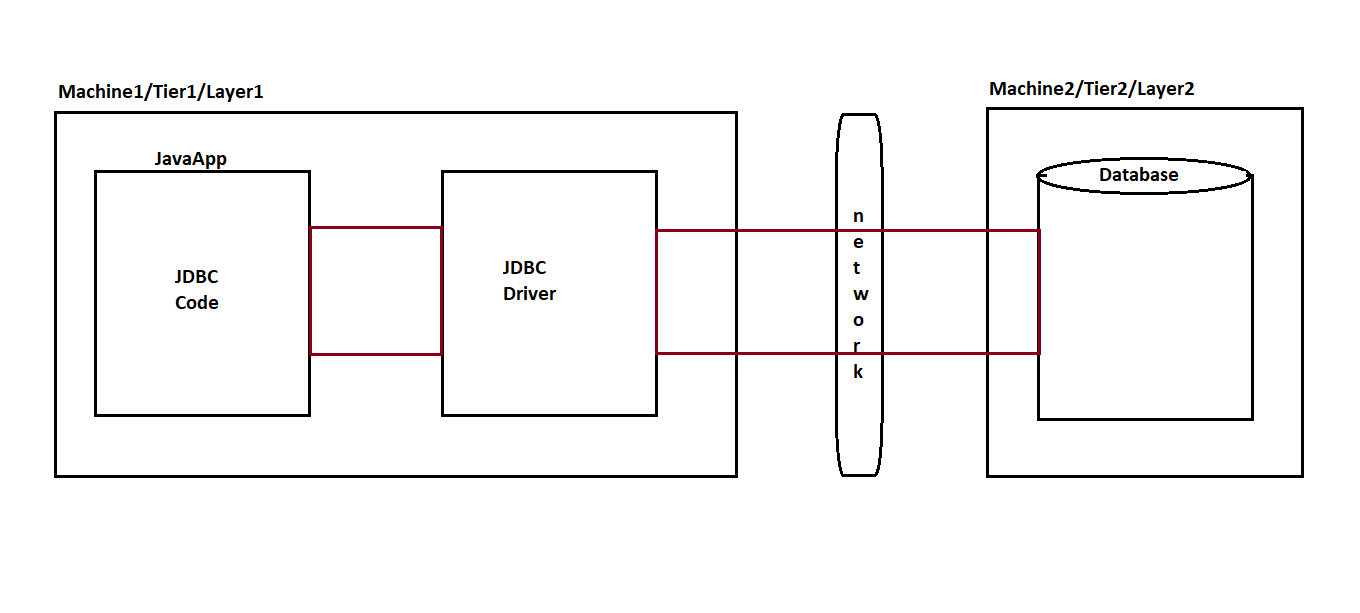 Machine1/Tier1/Layer1
Machine2/Tier2/Layer2
JavaApp
JDBC
Code
JDBC
Driver
n
e
t
w
o
r
k
Database